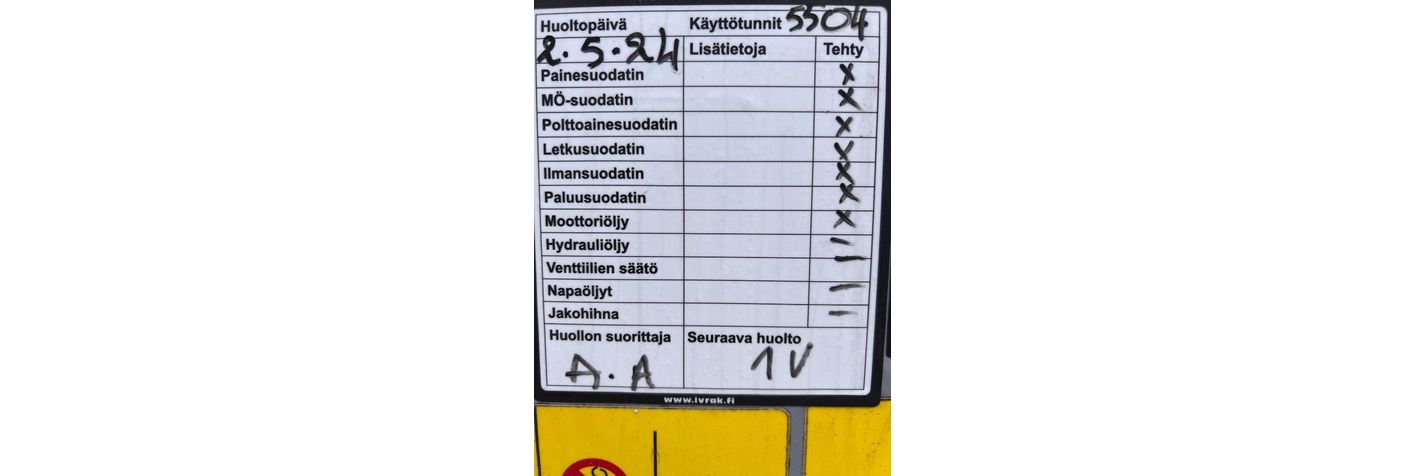 Huoltopäivä Käyttötunnit 5504
2.5.24 Lisätietoja Tehty
Painesuodatin X
MÖ-suodatin X
Polttoainesuodatin X
Letkusuodatin X
Ilmansuodatin X
Paluusuodatin X
Moottoriöljy X
Hydrauliöljy –
Venttiilien säätö –
Napaöljyt –
Jakohihna –
Huollon suorittaja Seuraava huolto
A.A 1V
www.ivrak.fi